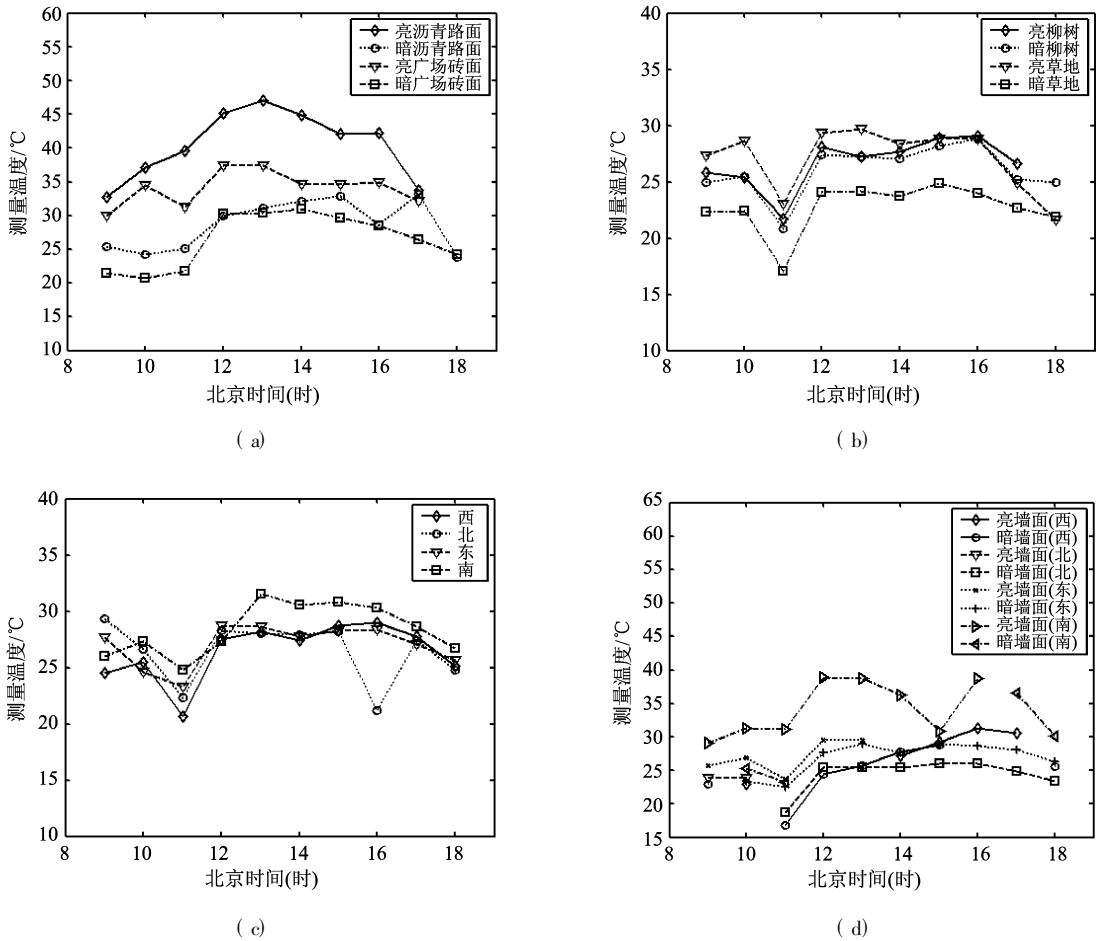 60
55
50
45
40
35
30
25
20
15
10
测量温度/℃
亮沥青路面
暗沥青路面
亮广场砖面
暗广场砖面
8 10 12 14 16 18
北京时间(时)
( a)
40
35
30
25
20
15
10
测量温度/℃
亮柳树
暗柳树
亮草地
暗草地
8 10 12 14 16 18
北京时间(时)
( b)
40
35
30
25
20
15
10
测量温度/℃
西
北
东
南
8 10 12 14 16 18
北京时间(时)
( c)
65
60
55
50
45
40
35
30
25
20
15
测量温度/℃
亮墙面(西)
暗墙面(西)
亮墙面(北)
暗墙面(北)
亮墙面(东)
暗墙面(东)
亮墙面(南)
暗墙面(南)
8 10 12 14 16 18
北京时间(时)
( d)